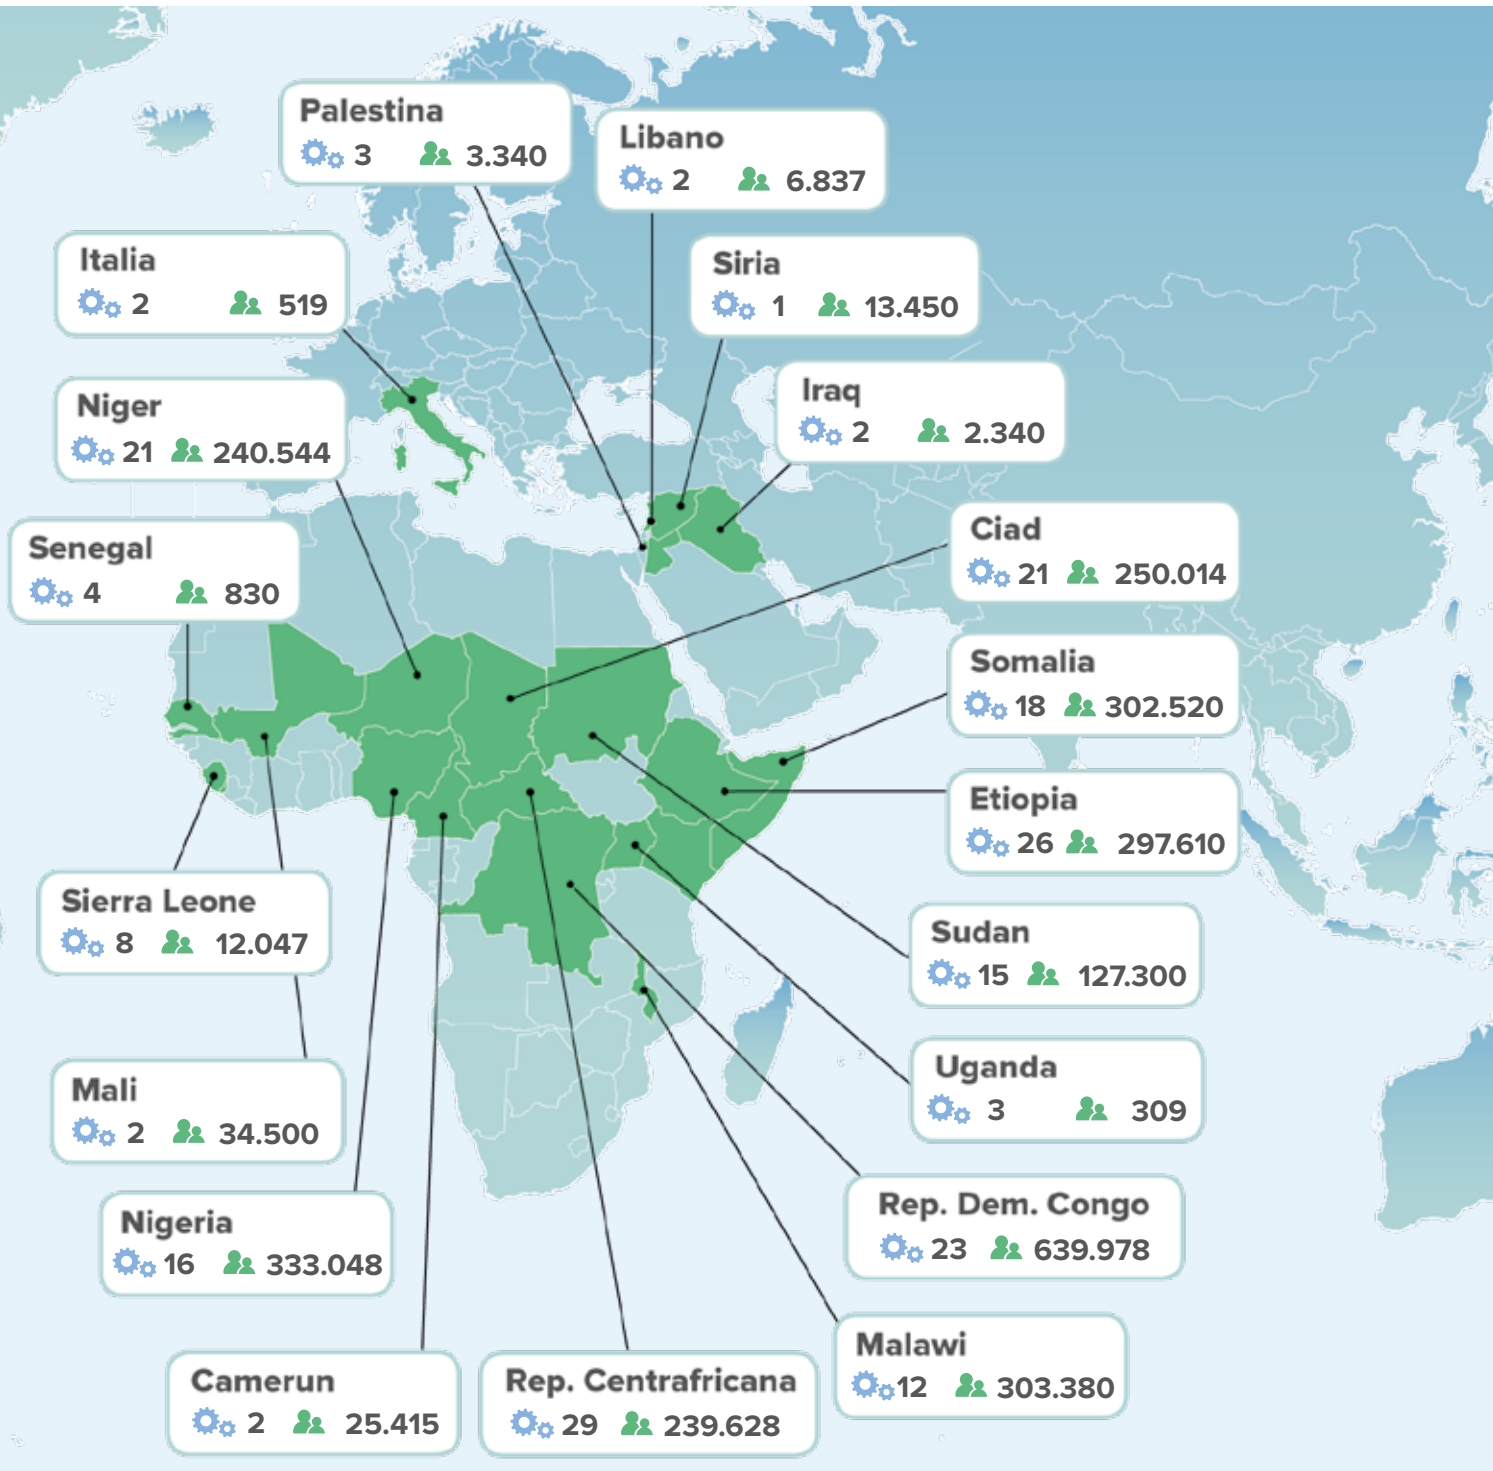 Palestina
3 3.340
Libano
2 6.837
Italia
2 519
Siria
1 13.450
Niger
21 240.544
Iraq
2 2.340
Senegal
4 830
Ciad
21 250.014
Somalia
18 302.520
Etiopia
26 297.610
Sierra Leone
8 12.047
Sudan
15 127.300
Mali
2 34.500
Uganda
3 309
Nigeria
16 333.048
Rep. Dem. Congo
23 639.978
Camerun
2 25.415
Rep. Centrafricana
29 239.628
Malawi
12 303.380